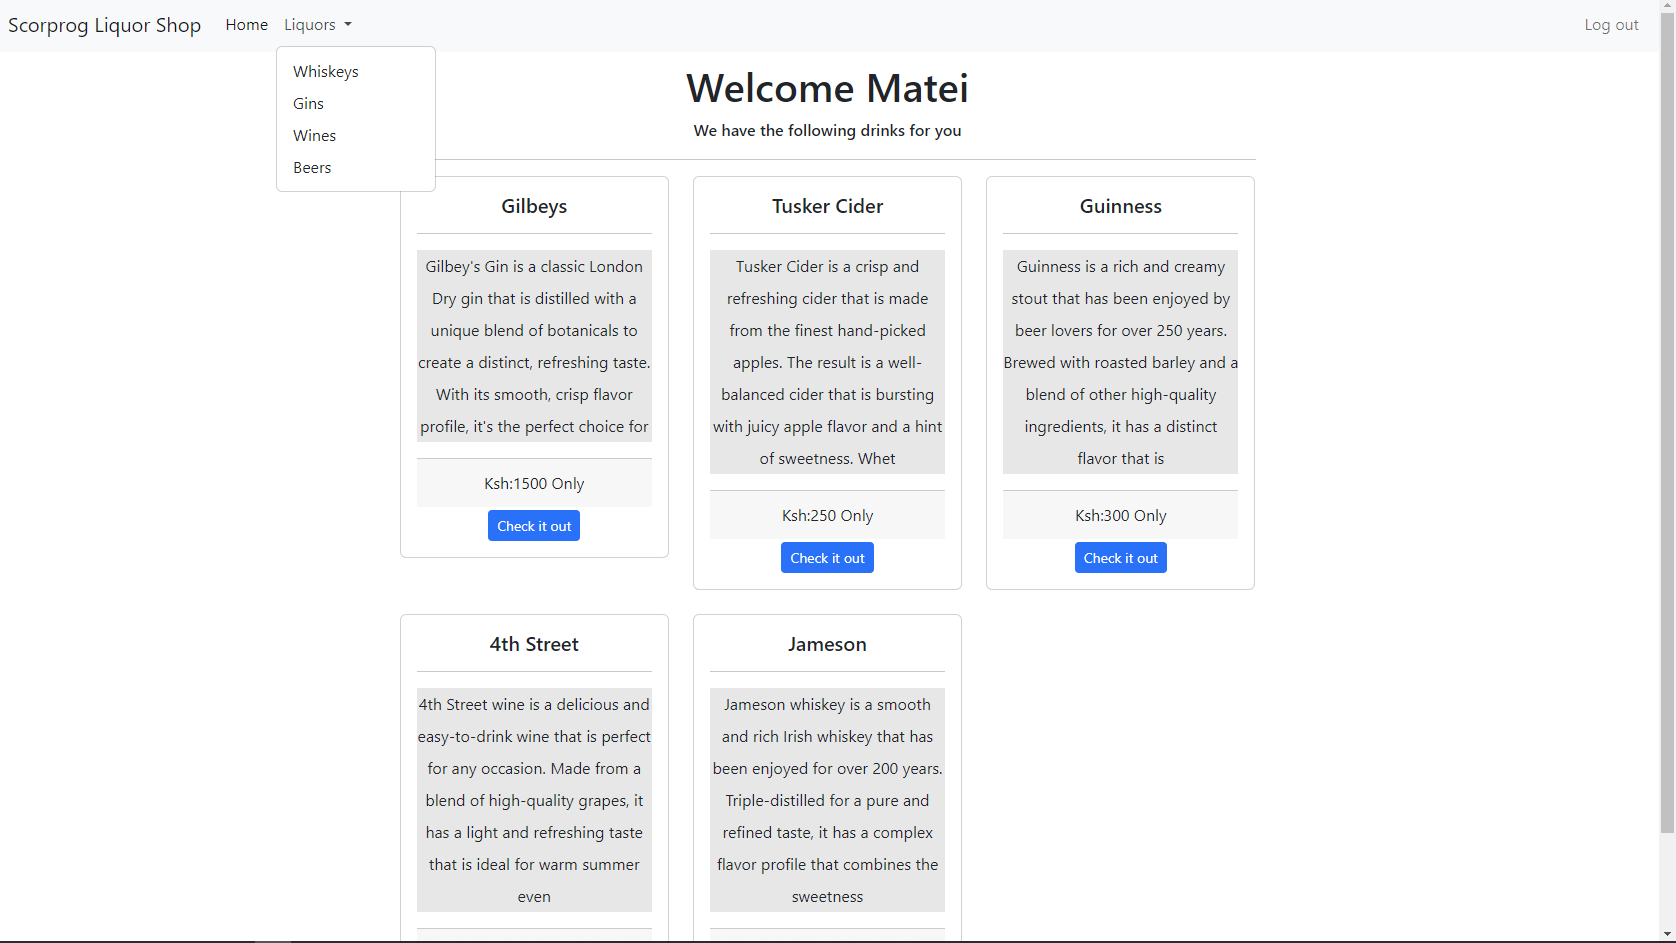 Scorprog Liquor Shop
Home
Liquors
Log out
Whiskeys
Gins
Wines
Beers
Welcome Matei
We have the following drinks for you
Gilbeys
Gilbey's Gin is a classic London
Dry gin that is distilled with a
unique blend of botanicals to
create a distinct, refreshing taste.
With its smooth, crisp flavor
profile, it's the perfect choice for
Ksh:1500 Only
Check it out
Tusker Cider
Tusker Cider is a crisp and
refreshing cider that is made
from the finest hand-picked
apples. The result is a well-
balanced cider that is bursting
with juicy apple flavor and a hint
of sweetness. Whet
Ksh:250 Only
Check it out
Guinness
Guinness is a rich and creamy
stout that has been enjoyed by
beer lovers for over 250 years.
Brewed with roasted barley and a
blend of other high-quality
ingredients, it has a distinct
flavor that is
Ksh:300 Only
Check it out
4th Street
4th Street wine is a delicious and
easy-to-drink wine that is perfect
for any occasion. Made from a
blend of high-quality grapes, it
has a light and refreshing taste
that is ideal for warm summer
even
Jameson
Jameson whiskey is a smooth
and rich Irish whiskey that has
been enjoyed for over 200 years.
Triple-distilled for a pure and
refined taste, it has a complex
flavor profile that combines the
sweetness